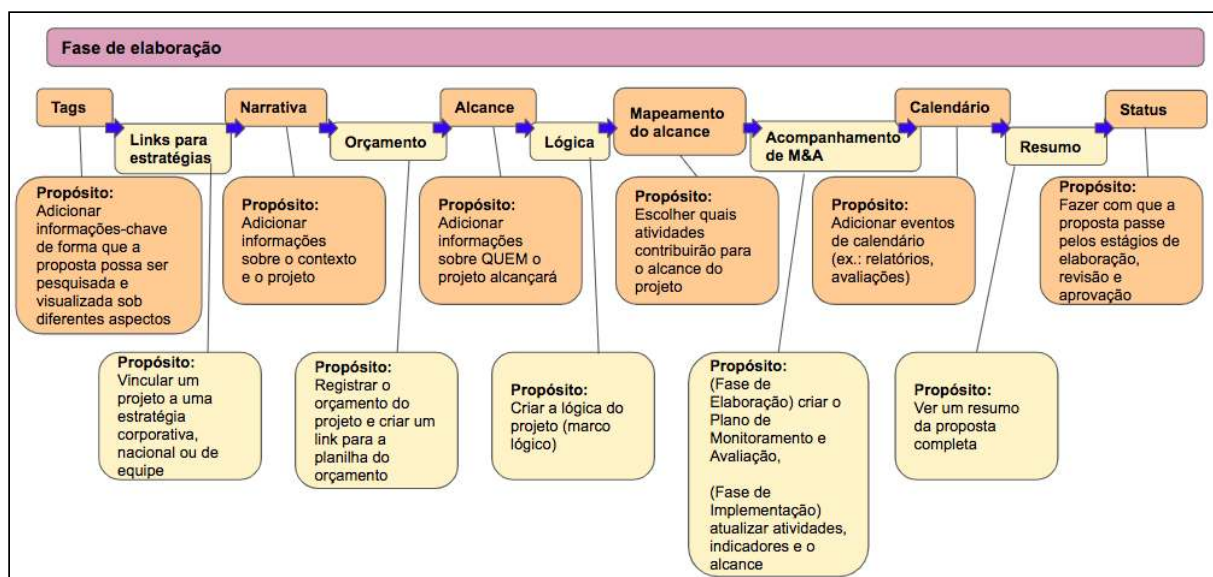 Fase de elaboração
Tags
Links para
estratégias
Narrativa
Orçamento
Alcance
Lógica
Mapeamento
do alcance
Acompanhamento
de M&A
Calendário
Resumo
Status
Propósito:
Adicionar
informações-chave
de forma que a
proposta possa ser
pesquisada e
visualizada sob
diferentes aspectos
Propósito:
Adicionar
informações
sobre o contexto
e o projeto
Propósito:
Adicionar
informações
sobre QUEM o
projeto alcançará
Propósito:
Escolher quais
atividades
contribuirão para
o alcance do
projeto
Propósito:
Adicionar eventos
de calendário
(ex.: relatórios,
avaliações)
Propósito:
Fazer com que a
proposta passe
pelos estágios de
elaboração,
revisão e
aprovação
Propósito:
Vincular um
projeto a uma
estratégia
corporativa,
nacional ou de
equipe
Propósito:
Registrar o
orçamento do
projeto e criar um
link para a
planilha do
orçamento
Propósito:
Criar a lógica do
projeto (marco
lógico)
Propósito:
(Fase de
Elaboração) criar o
Plano de
Monitoramento e
Avaliação,
(Fase de
Implementação)
atualizar atividades,
indicadores e o
alcance
Propósito:
Ver um resumo
da proposta
completa